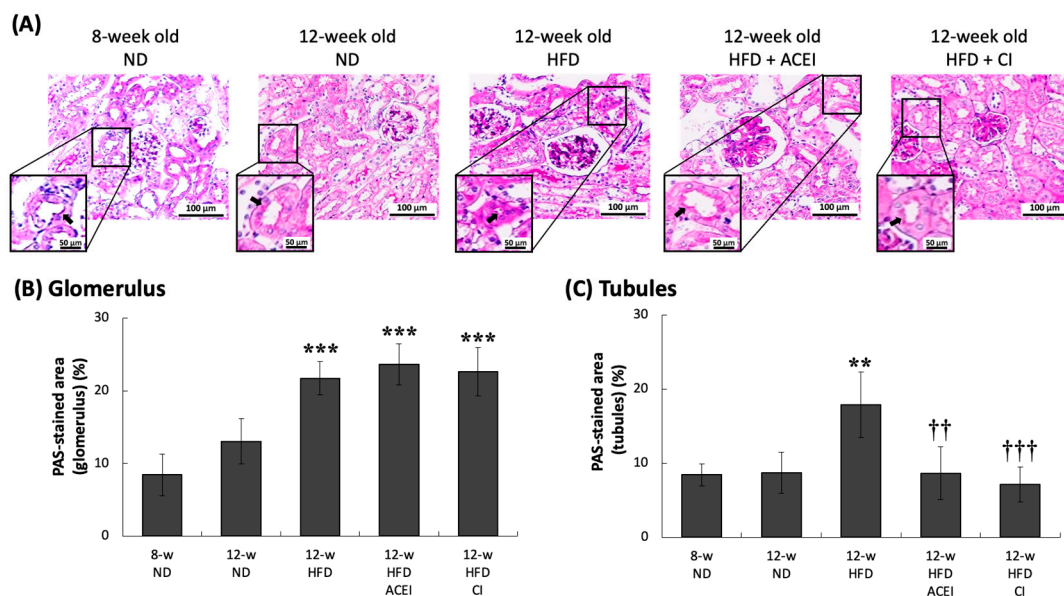 (A)
8-week old
ND
12-week old
ND
12-week old
HFD
12-week old
HFD + ACEI
12-week old
HFD + CI
100 μm
50 μm
100 μm
50 μm
100 μm
50 μm
100 μm
50 μm
100 μm
50 μm
(B) Glomerulus
PAS-stained area
(glomerulus) (%)
30
20
10
0
***
***
***
8-w
ND
12-w
ND
12-w
HFD
12-w
HFD
ACEI
12-w
HFD
CI
(C) Tubules
PAS-stained area
(tubules) (%)
30
20
10
0
**
††
†††
8-w
ND
12-w
ND
12-w
HFD
12-w
HFD
ACEI
12-w
HFD
CI